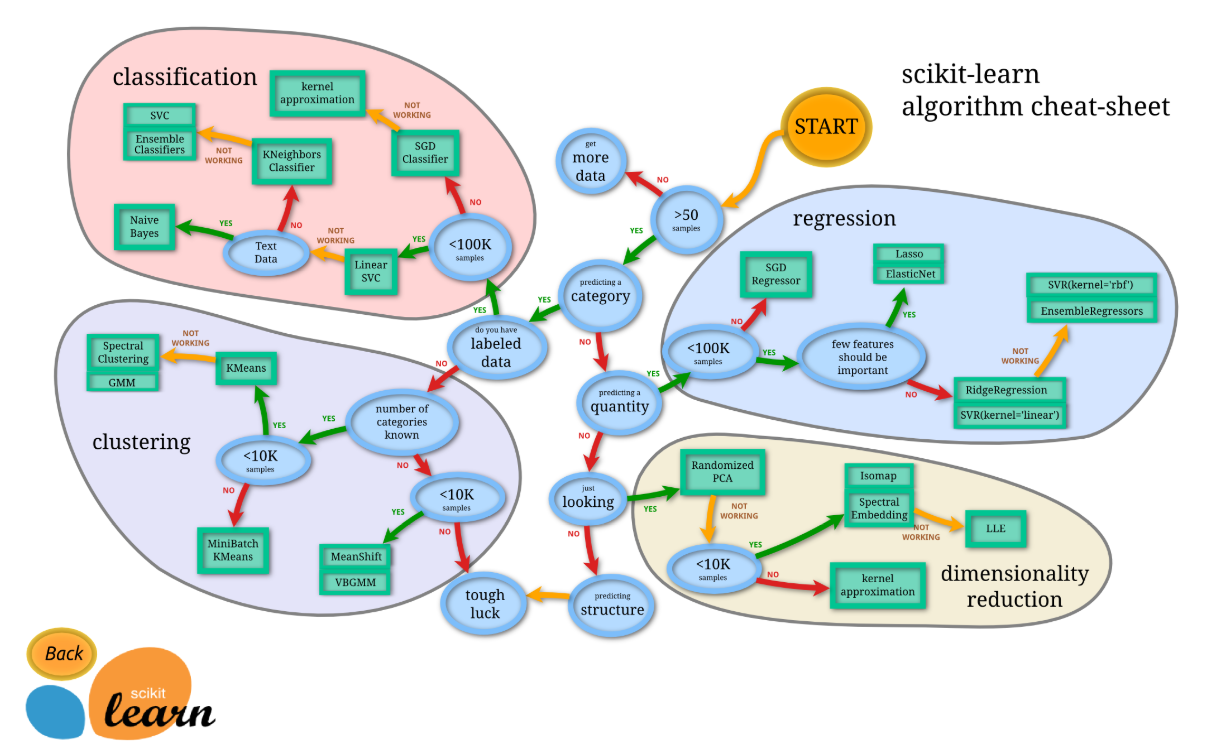 scikit-learn
algorithm cheat-sheet
START
classification
kernel
approximation
NOT
WORKING
SVC
Ensemble
Classifiers
NOT
WORKING
KNeighbors
Classifier
SGD
Classifier
NO
NO
Naive
Bayes
YES
Text
Data
NOT
WORKING
Linear
SVC
YES
<100K
samples
YES
get
more
data
NO
>50
samples
YES
predicting a
category
YES
NO
do you have
labeled
data
NO
predicting a
quantity
YES
NO
just
looking
YES
NO
predicting
structure
tough
luck
regression
SGD
Regressor
NO
<100K
samples
YES
Lasso
ElasticNet
YES
few features
should be
important
NO
SVR(kernel='rbf')
EnsembleRegressors
NOT
WORKING
RidgeRegression
SVR(kernel='linear')
clustering
Spectral
Clustering
GMM
NOT
WORKING
KMeans
YES
number of
categories
known
YES
NO
<10K
samples
NO
MiniBatch
KMeans
<10K
samples
YES
NO
MeanShift
VBGMM
Randomized
PCA
NOT
WORKING
<10K
samples
YES
NO
Isomap
Spectral
Embedding
NOT
WORKING
LLE
kernel
approximation
dimensionality
reduction
Back
scikit
learn